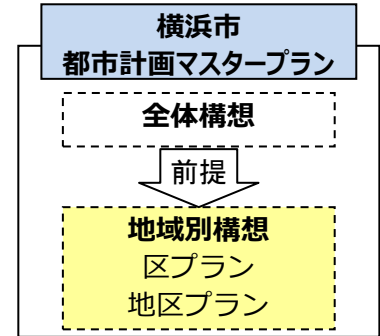 横浜市
都市計画マスタープラン
全体構想
前提
地域別構想
区プラン
地区プラン